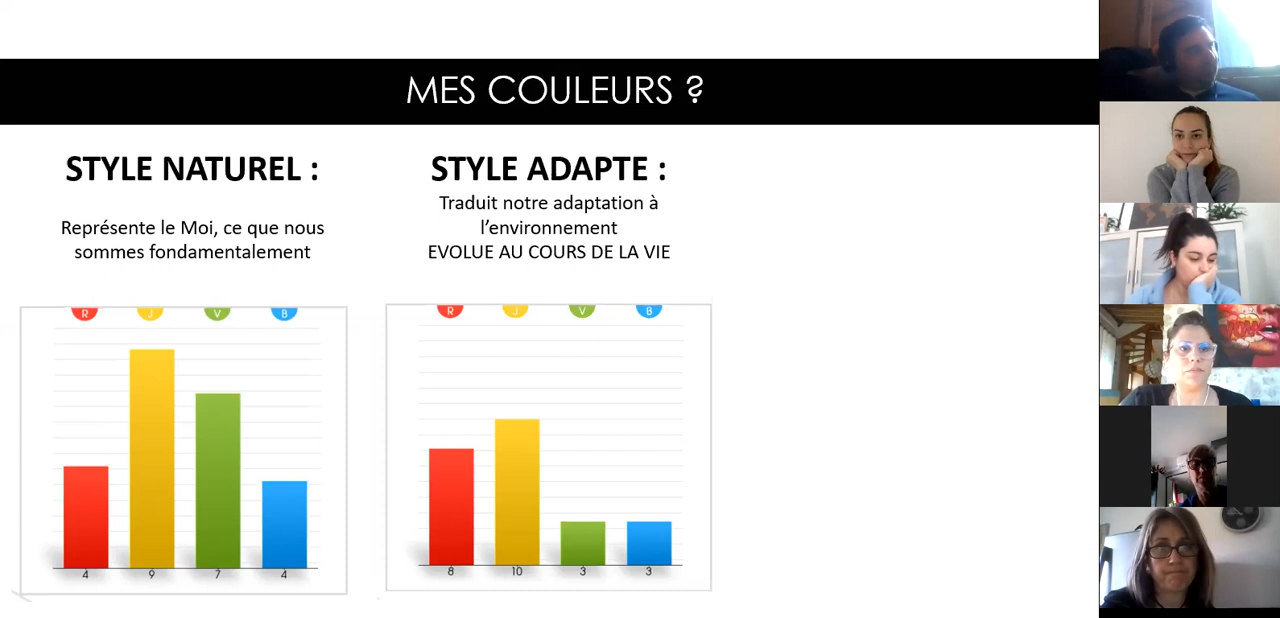 MES COULEURS ?
STYLE NATUREL :
Représente le Moi, ce que nous
sommes fondamentalement
R J V B
4 9 7 4
STYLE ADAPTE :
Traduit notre adaptation à
l’environnement
EVOLUE AU COURS DE LA VIE
R J V B
8 10 3 3